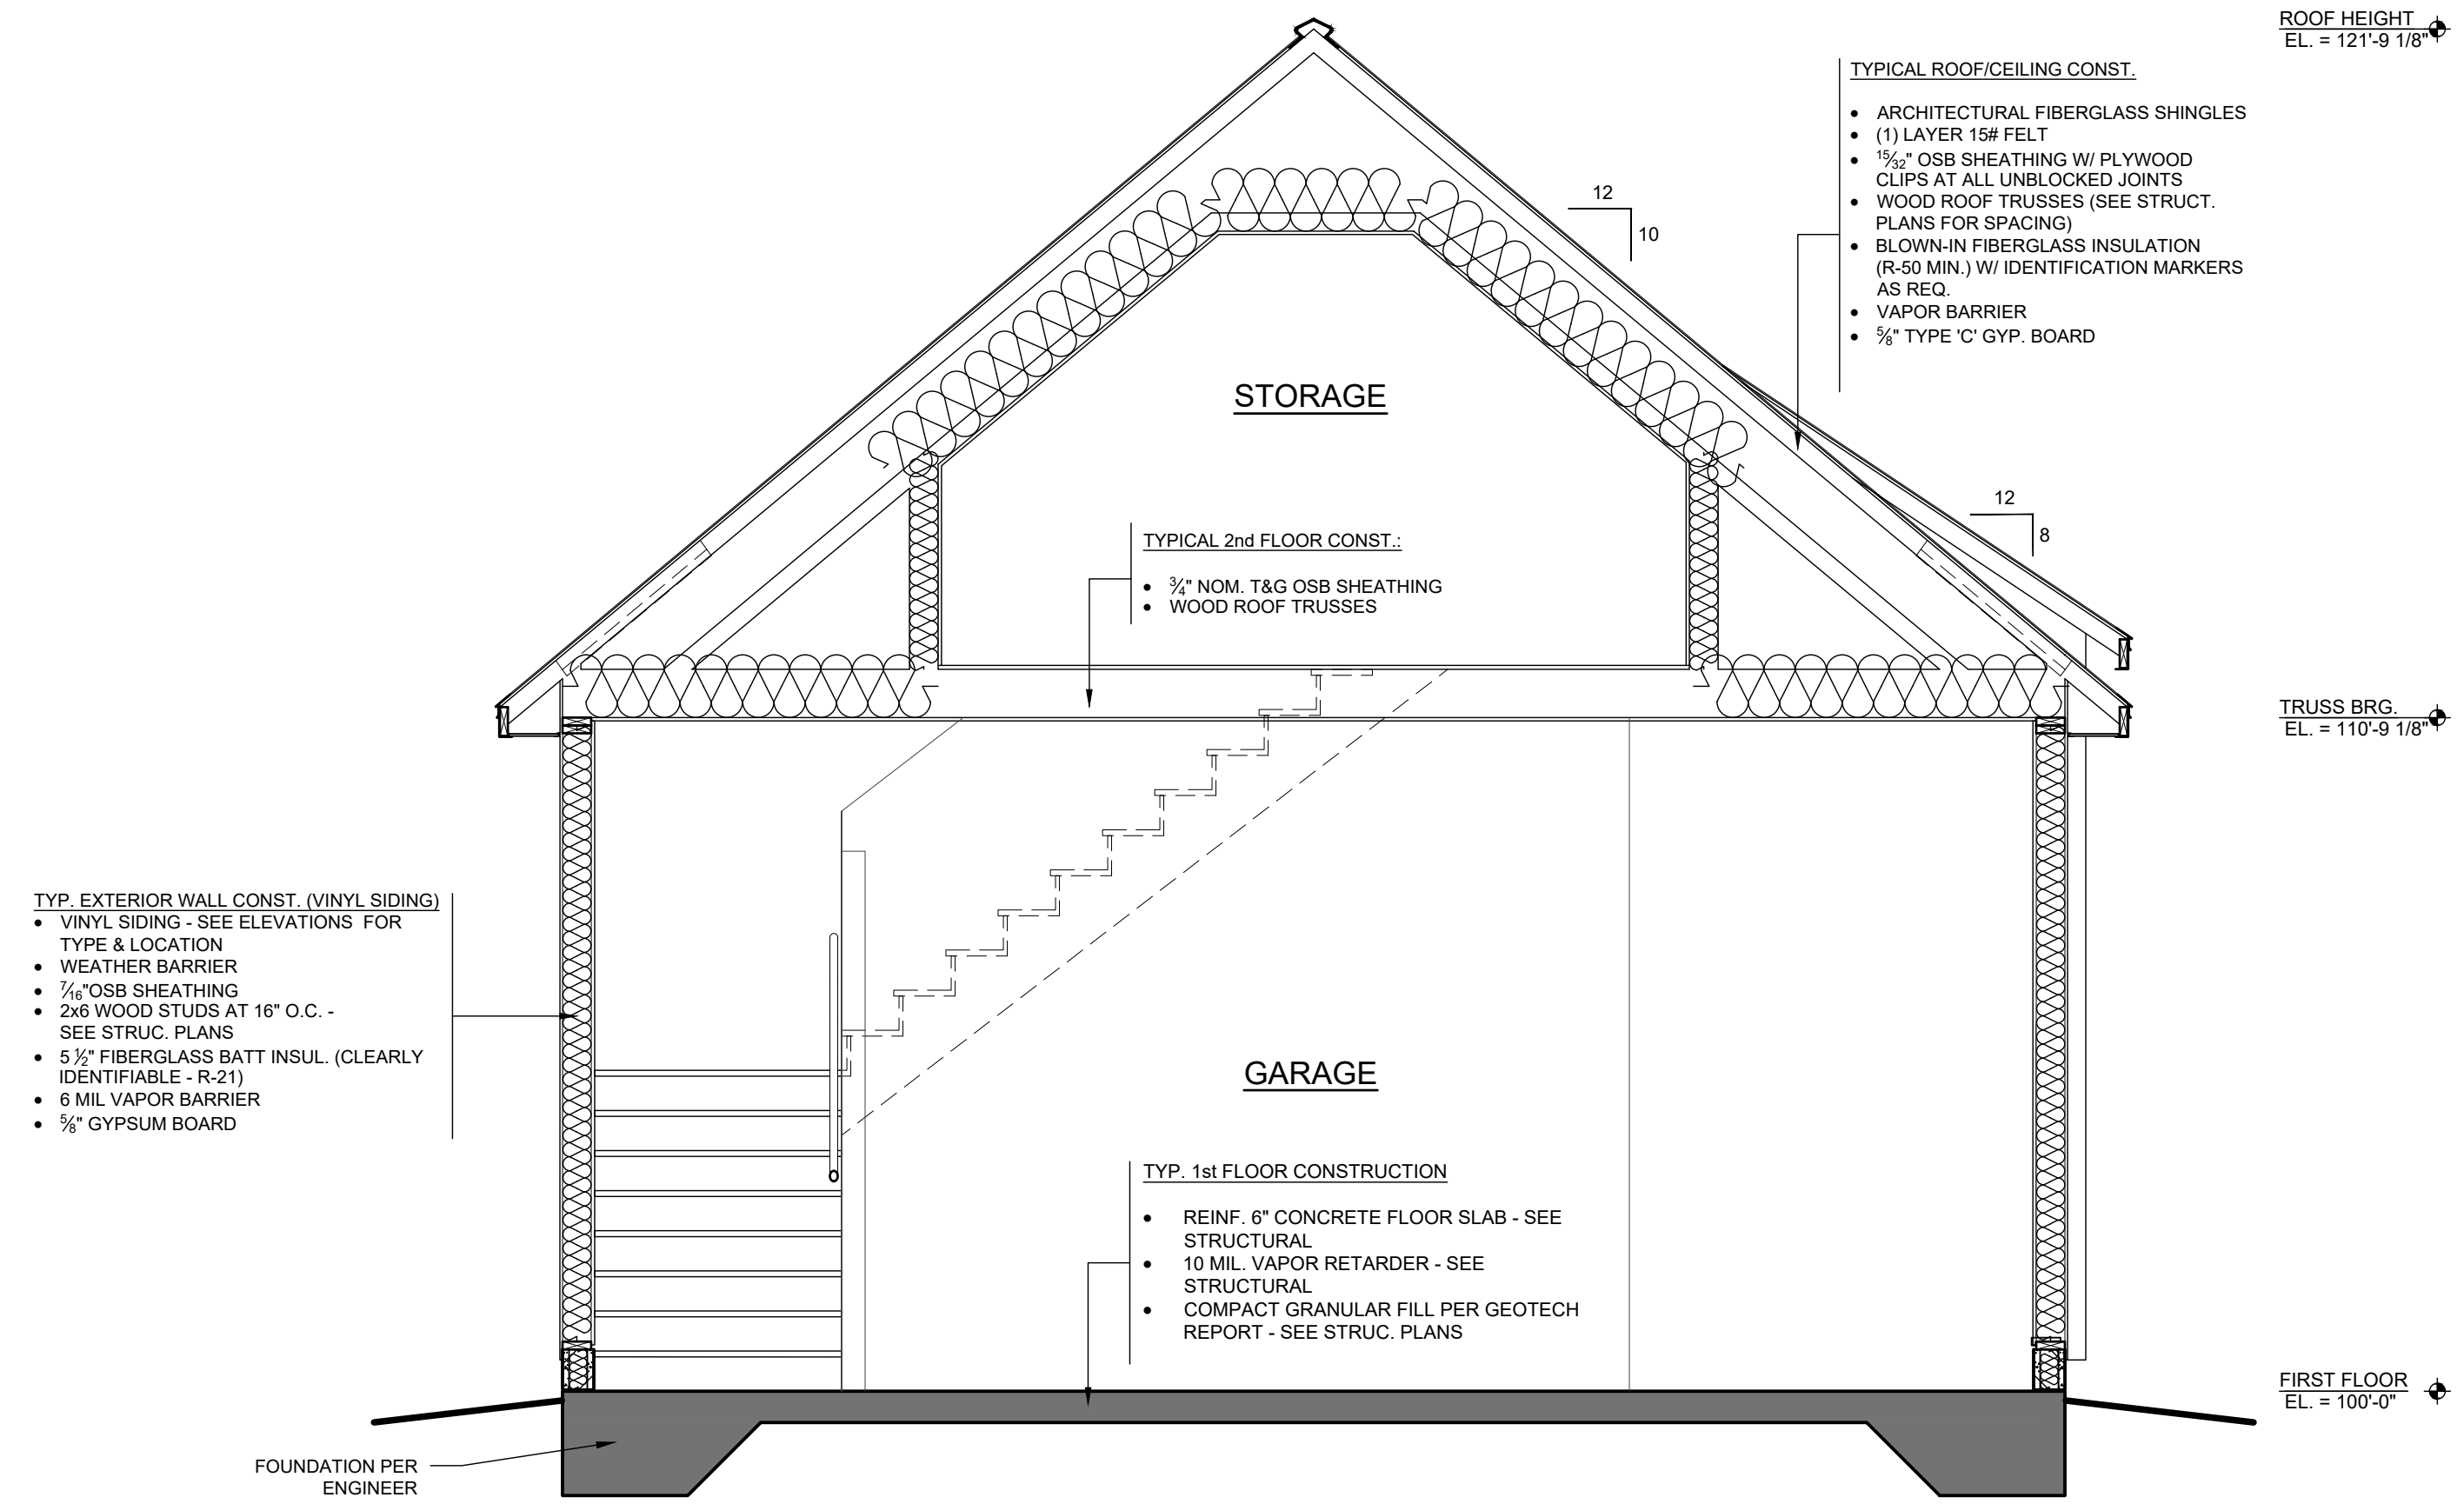 ROOF HEIGHT
EL. = 121'-9 1/8"
TYPICAL ROOF/CEILING CONST.
• ARCHITECTURAL FIBERGLASS SHINGLES
• (1) LAYER 15# FELT
• 15⁄32" OSB SHEATHING W/ PLYWOOD
CLIPS AT ALL UNBLOCKED JOINTS
• WOOD ROOF TRUSSES (SEE STRUCT.
PLANS FOR SPACING)
• BLOWN-IN FIBERGLASS INSULATION
(R-50 MIN.) W/ IDENTIFICATION MARKERS
AS REQ.
• VAPOR BARRIER
• 5⁄8" TYPE 'C' GYP. BOARD
12
10
STORAGE
12
8
TYPICAL 2nd FLOOR CONST.:
• 3⁄4" NOM. T&G OSB SHEATHING
• WOOD ROOF TRUSSES
TRUSS BRG.
EL. = 110'-9 1/8"
TYP. EXTERIOR WALL CONST. (VINYL SIDING)
• VINYL SIDING - SEE ELEVATIONS FOR
TYPE & LOCATION
• WEATHER BARRIER
• 7⁄16"OSB SHEATHING
• 2x6 WOOD STUDS AT 16" O.C. -
SEE STRUC. PLANS
• 5 1⁄2" FIBERGLASS BATT INSUL. (CLEARLY
IDENTIFIABLE - R-21)
• 6 MIL VAPOR BARRIER
• 5⁄8" GYPSUM BOARD
GARAGE
TYP. 1st FLOOR CONSTRUCTION
• REINF. 6" CONCRETE FLOOR SLAB - SEE
STRUCTURAL
• 10 MIL. VAPOR RETARDER - SEE
STRUCTURAL
• COMPACT GRANULAR FILL PER GEOTECH
REPORT - SEE STRUC. PLANS
FIRST FLOOR
EL. = 100'-0"
FOUNDATION PER
ENGINEER